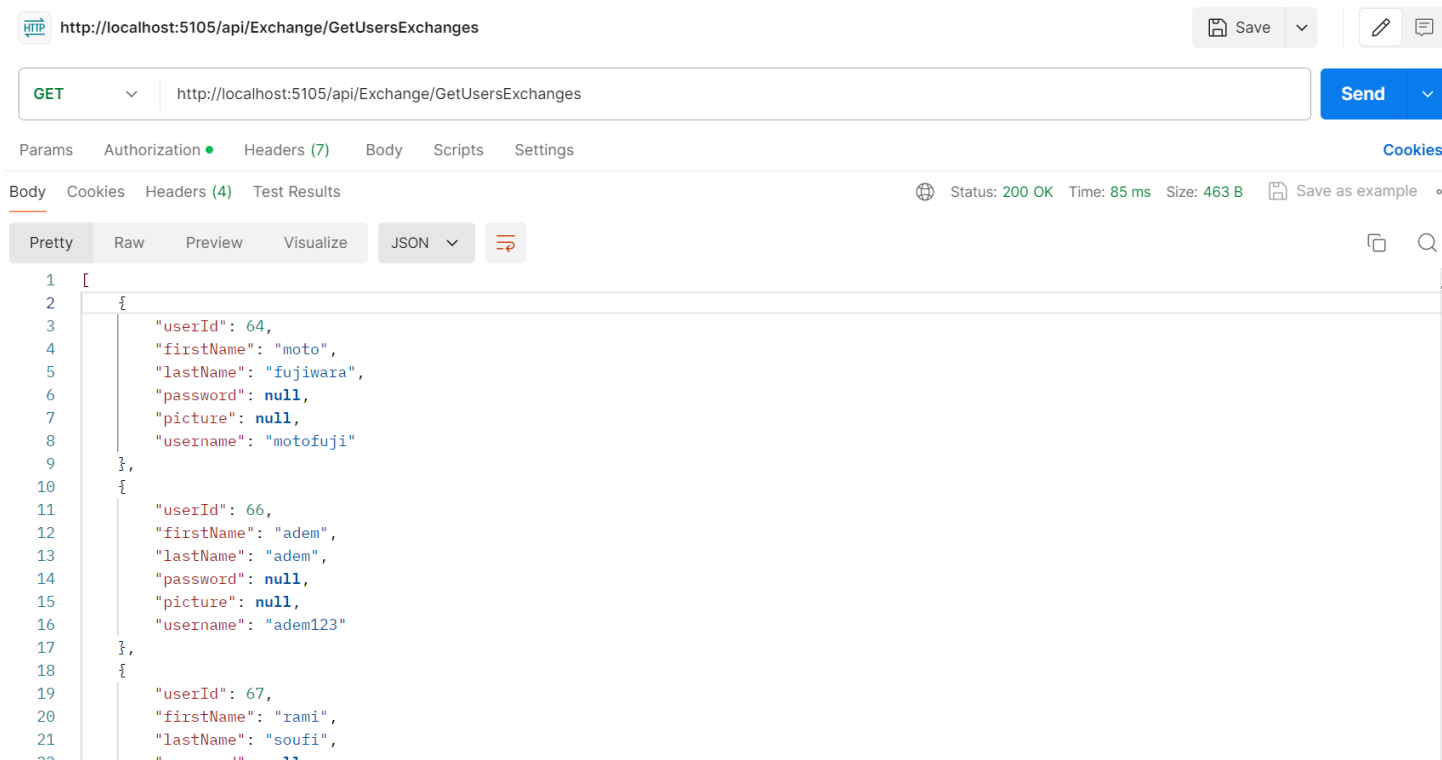 HTTP http://localhost:5105/api/Exchange/GetUsersExchanges Save
GET http://localhost:5105/api/Exchange/GetUsersExchanges Send
Params Authorization Headers (7) Body Scripts Settings Cookies
Body Cookies Headers (4) Test Results Status: 200 OK Time: 85 ms Size: 463 B Save as example
Pretty Raw Preview Visualize JSON
1 [
2 {
3 "userId": 64,
4 "firstName": "moto",
5 "lastName": "fujiwara",
6 "password": null,
7 "picture": null,
8 "username": "motofuji"
9 },
10 {
11 "userId": 66,
12 "firstName": "adem",
13 "lastName": "adem",
14 "password": null,
15 "picture": null,
16 "username": "adem123"
17 },
18 {
19 "userId": 67,
20 "firstName": "rami",
21 "lastName": "soufi",